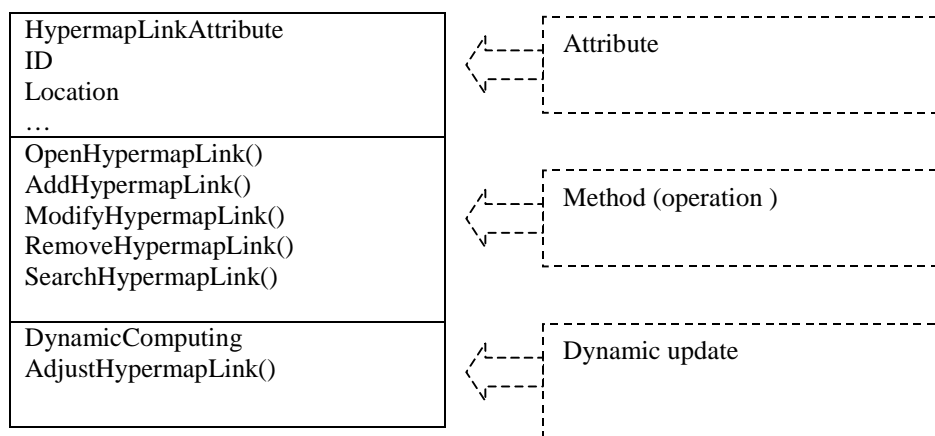 HypermapLinkAttribute
ID
Location
…
Attribute
OpenHypermapLink()
AddHypermapLink()
ModifyHypermapLink()
RemoveHypermapLink()
SearchHypermapLink()
Method (operation )
DynamicComputing
AdjustHypermapLink()
Dynamic update